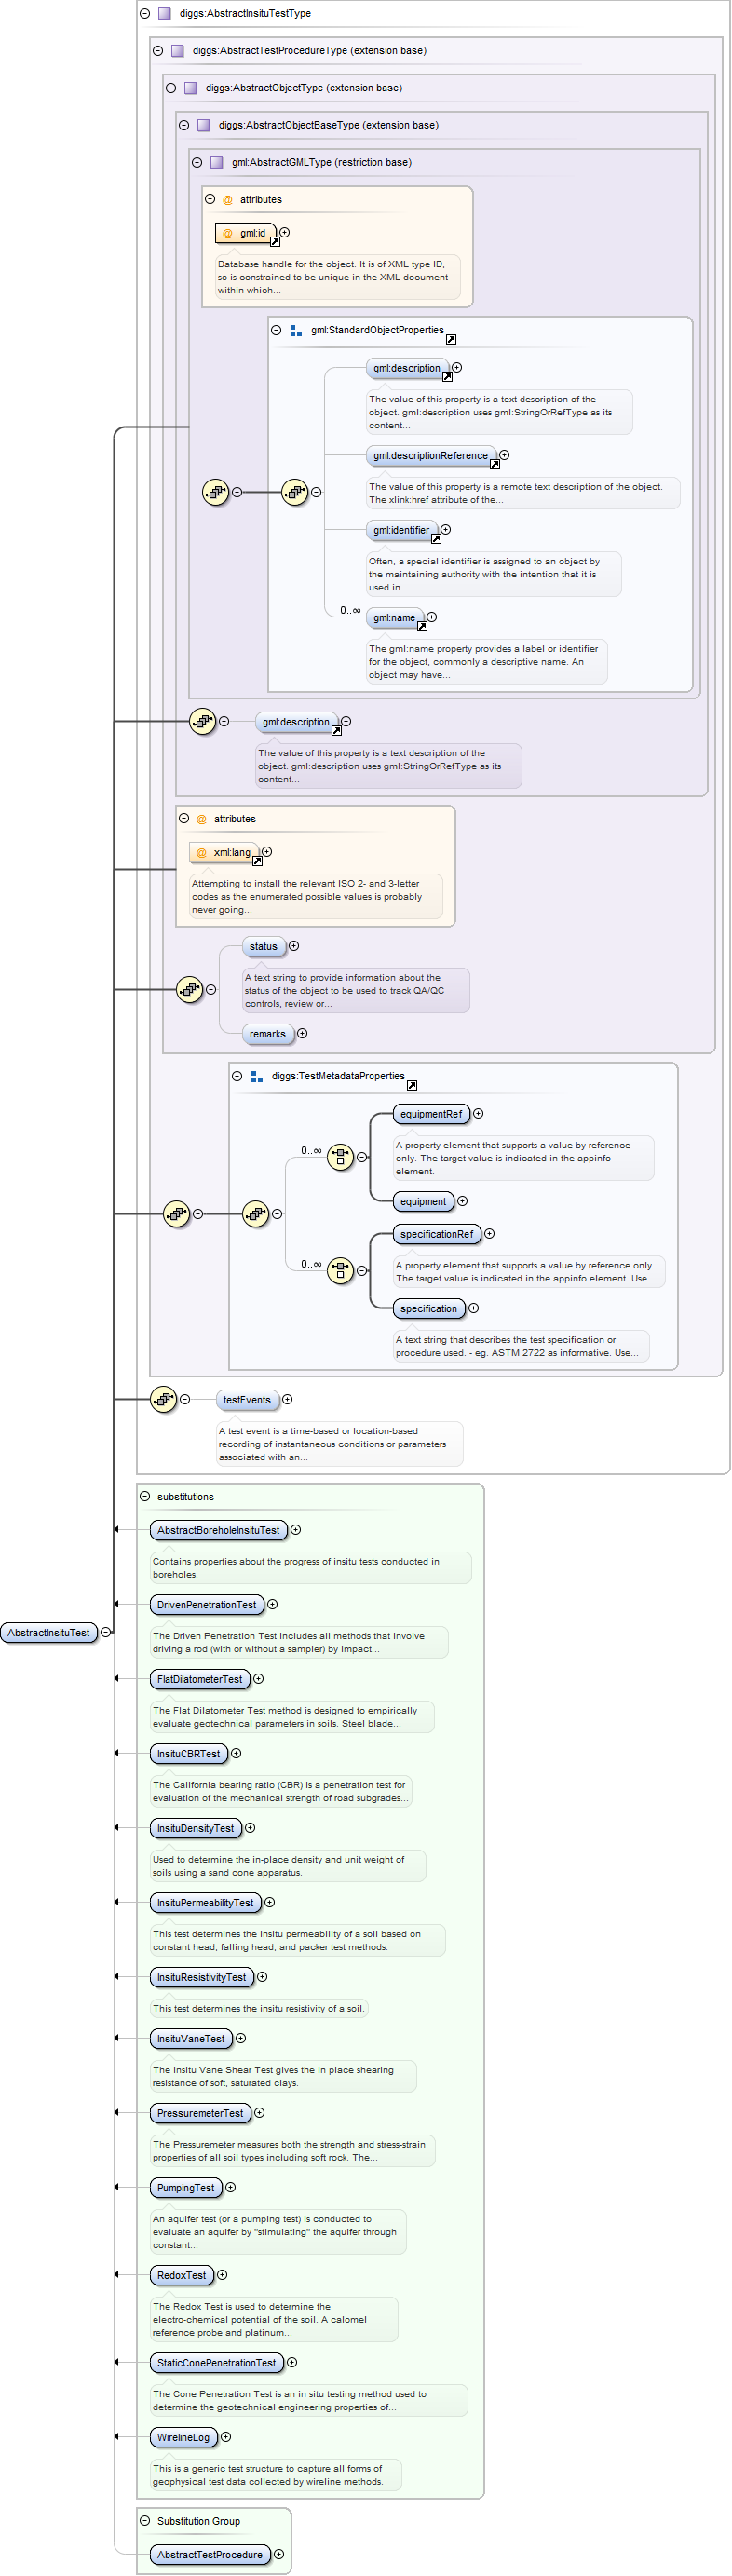 diggs:AbstractInsituTestType
diggs:AbstractTestProcedureType (extension base)
diggs:AbstractObjectType (extension base)
diggs:AbstractObjectBaseType (extension base)
gml:AbstractGMLType (restriction base)
@ attributes
@ gml:id
Database handle for the object. It is of XML type ID,
so is constrained to be unique in the XML document
within which...
gml:StandardObjectProperties
gml:description
The value of this property is a text description of the
object. gml:description uses gml:StringOrRefType as its
content...
gml:descriptionReference
The value of this property is a remote text description of the object.
The xlink:href attribute of the...
gml:identifier
Often, a special identifier is assigned to an object by
the maintaining authority with the intention that it is
used in...
0..∞
gml:name
The gml:name property provides a label or identifier
for the object, commonly a descriptive name. An
object may have...
gml:description
The value of this property is a text description of the
object. gml:description uses gml:StringOrRefType as its
content...
@ attributes
@ xml:lang
Attempting to install the relevant ISO 2- and 3-letter
codes as the enumerated possible values is probably
never going...
status
A text string to provide information about the
status of the object to be used to track QA/QC
controls, review or...
remarks
diggs:TestMetadataProperties
equipmentRef
0..∞
A property element that supports a value by reference
only. The target value is indicated in the appinfo
element.
equipment
specificationRef
0..∞
A property element that supports a value by reference only.
The target value is indicated in the appinfo element. Use...
specification
A text string that describes the test specification or
procedure used. - eg. ASTM 2722 as informative. Use...
testEvents
A test event is a time-based or location-based
recording of instantaneous conditions or parameters
associated with an...
substitutions
AbstractBoreholeInsituTest
Contains properties about the progress of insitu tests conducted in
boreholes.
DrivenPenetrationTest
The Driven Penetration Test includes all methods that involve
driving a rod (with or without a sampler) by impact...
AbstractInsituTest
FlatDilatometerTest
The Flat Dilatometer Test method is designed to empirically
evaluate geotechnical parameters in soils. Steel blade...
InsituCBRTest
The California bearing ratio (CBR) is a penetration test for
evaluation of the mechanical strength of road subgrades...
InsituDensityTest
Used to determine the in-place density and unit weight of
soils using a sand cone apparatus.
InsituPermeabilityTest
This test determines the insitu permeability of a soil based on
constant head, falling head, and packer test methods.
InsituResistivityTest
This test determines the insitu resistivity of a soil.
InsituVaneTest
The Insitu Vane Shear Test gives the in place shearing
resistance of soft, saturated clays.
PressuremeterTest
The Pressuremeter measures both the strength and stress-strain
properties of all soil types including soft rock. The...
PumpingTest
An aquifer test (or a pumping test) is conducted to
evaluate an aquifer by "stimulating" the aquifer through
constant...
RedoxTest
The Redox Test is used to determine the
electro-chemical potential of the soil. A calomel
reference probe and platinum...
StaticConePenetrationTest
The Cone Penetration Test is an in situ testing method used to
determine the geotechnical engineering properties of...
WirelineLog
This is a generic test structure to capture all forms of
geophysical test data collected by wireline methods.
Substitution Group
AbstractTestProcedure